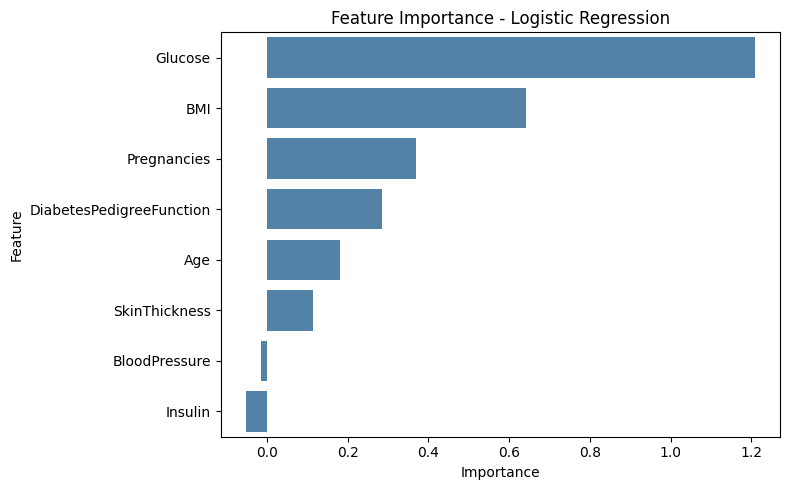 Feature Importance - Logistic Regression
Feature
Glucose
BMI
Pregnancies
DiabetesPedigreeFunction
Age
SkinThickness
BloodPressure
Insulin
0.0 0.2 0.4 0.6 0.8 1.0 1.2
Importance